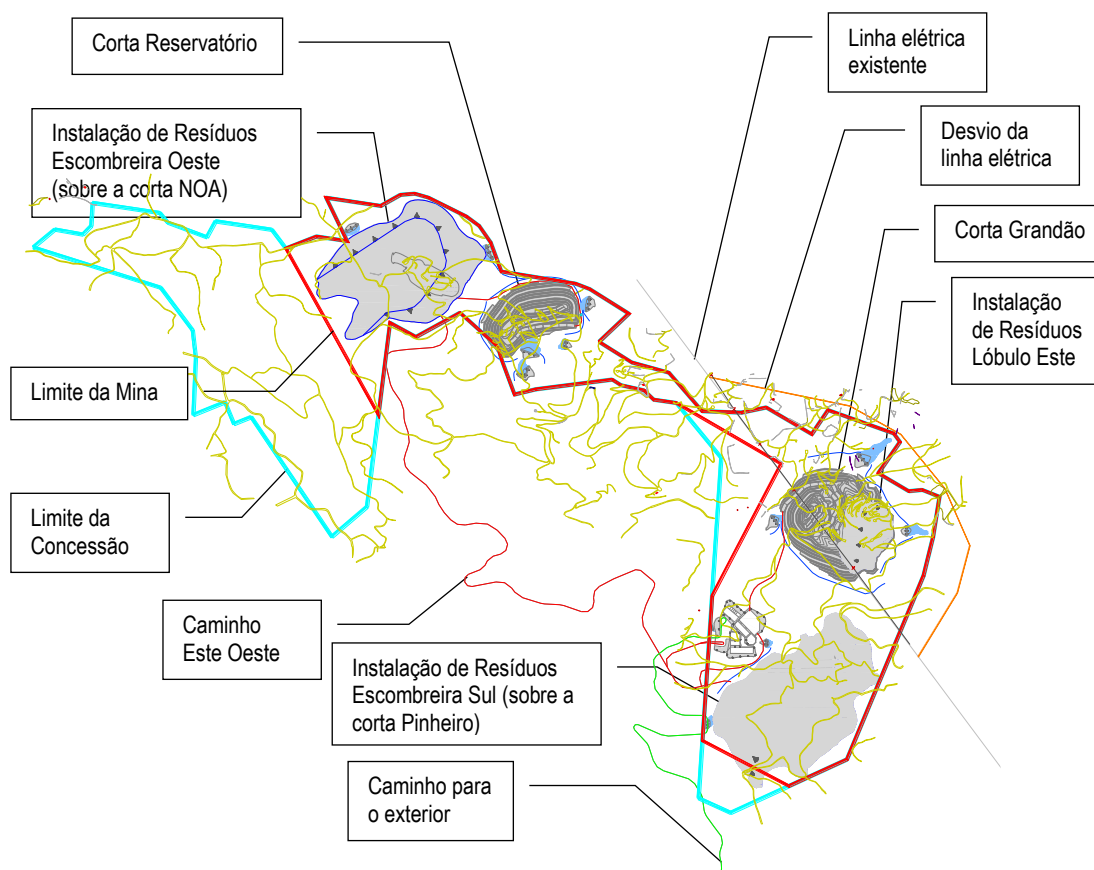 Corta Reservatório
Linha elétrica
existente
Instalação de Resíduos
Escombreira Oeste
(sobre a corta NOA)
Desvio da
linha elétrica
Corta Grandão
Instalação
de Resíduos
Lóbulo Este
Limite da Mina
Limite da
Concessão
Caminho
Este Oeste
Instalação de Resíduos
Escombreira Sul (sobre a
corta Pinheiro)
Caminho para
o exterior